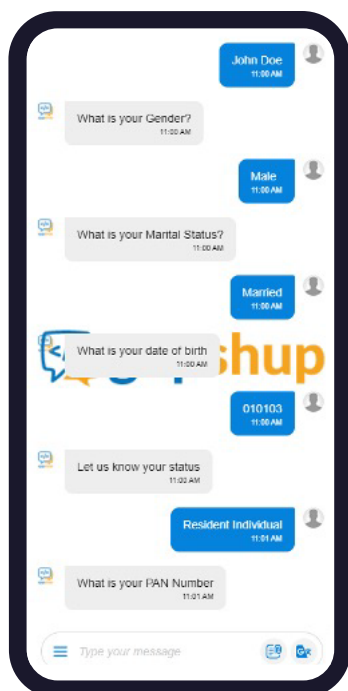 John Doe
11:00 AM
What is your Gender?
11:00 AM
Male
11:00 AM
What is your Marital Status?
11:00 AM
Married
11:00 AM
What is your date of birth
11:00 AM
shup
010103
11:00 AM
Let us know your status
11:00 AM
Resident Individual
11:01 AM
What is your PAN Number
11:01 AM
Type your message